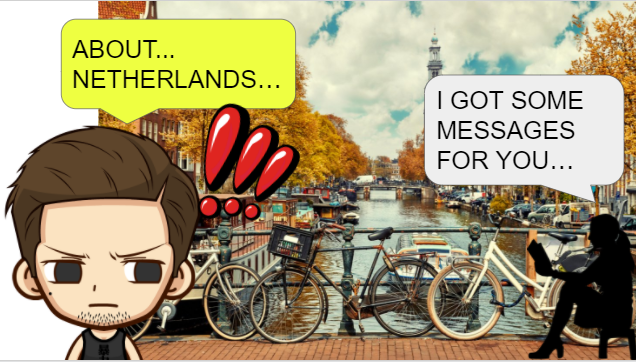 ABOUT...
NETHERLANDS...
I GOT SOME
MESSAGES
FOR YOU...